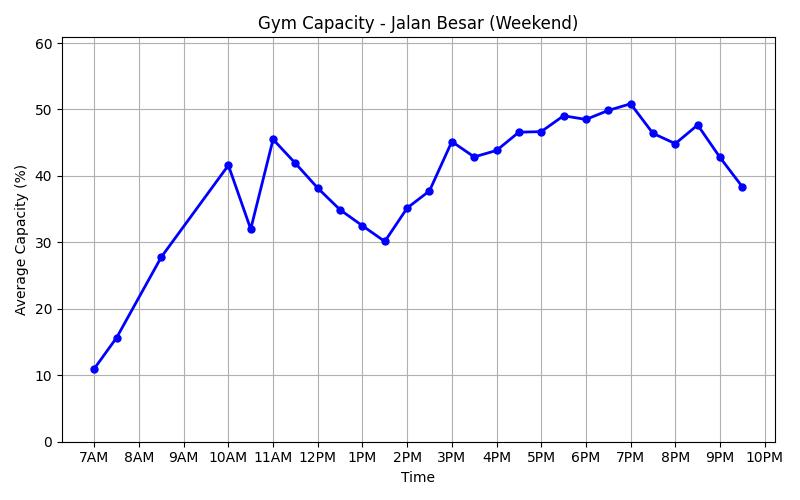 Gym Capacity - Jalan Besar (Weekend)
Average Capacity (%)
60
50
40
30
20
10
0
7AM 8AM 9AM 10AM 11AM 12PM 1PM 2PM 3PM 4PM 5PM 6PM 7PM 8PM 9PM 10PM
Time